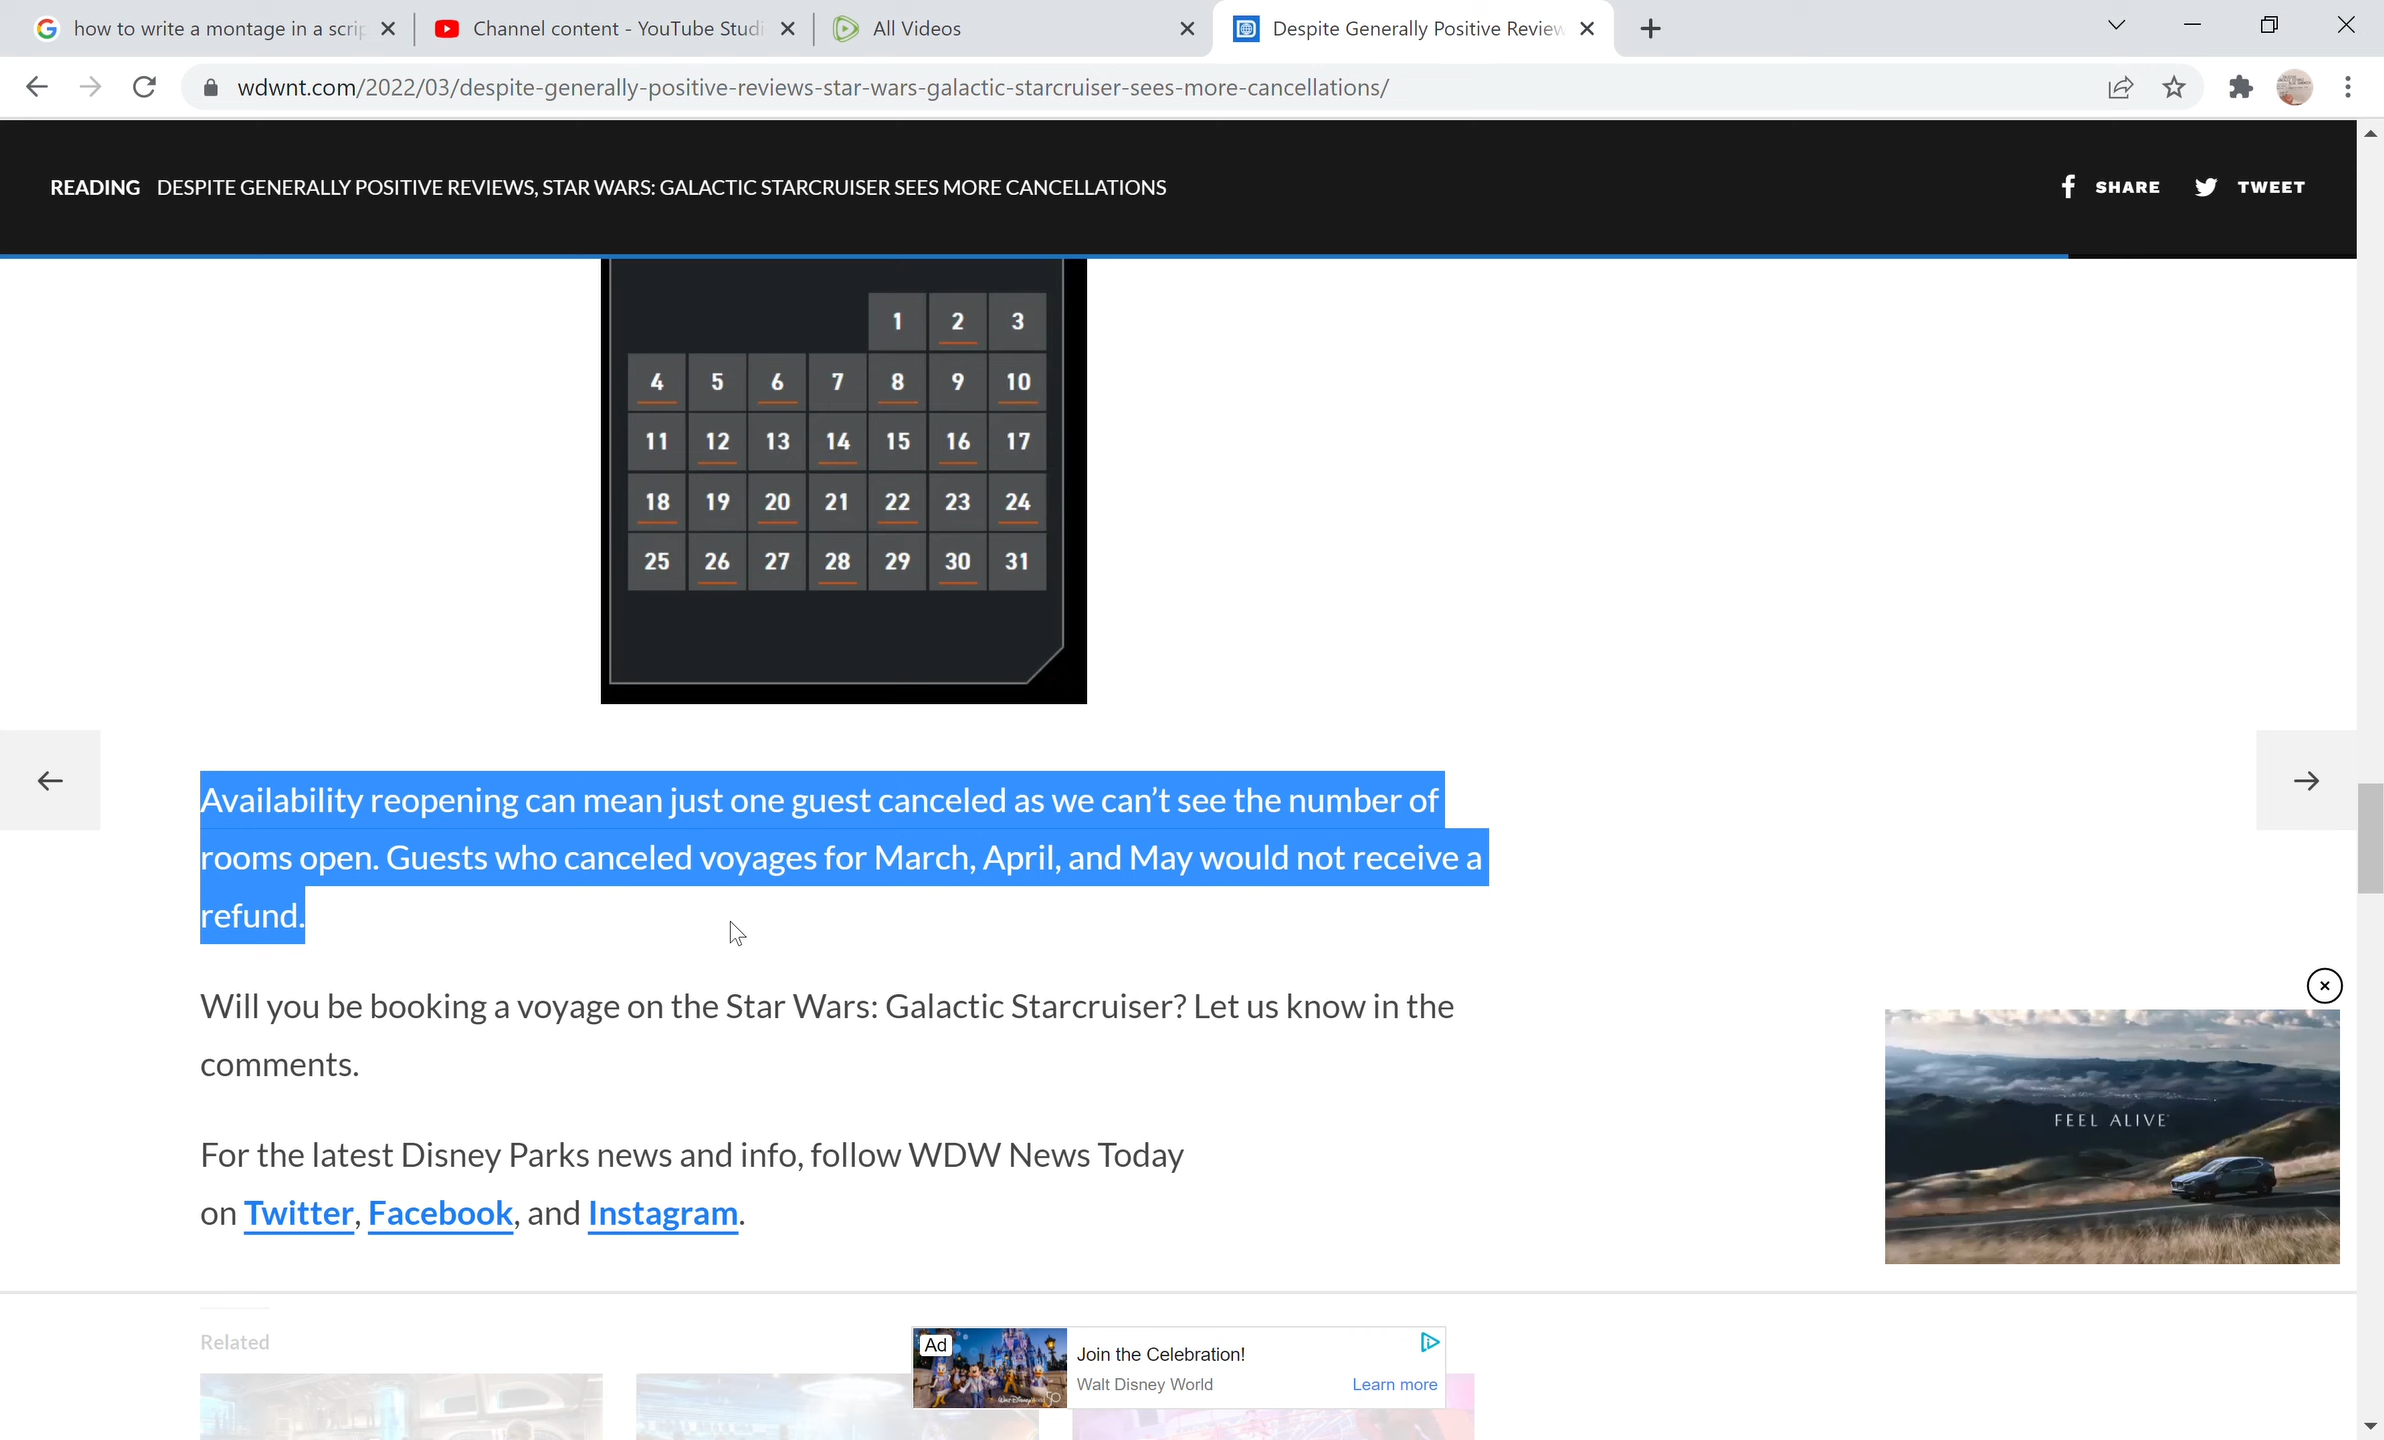 how to write a montage in a scrip
Channel content - YouTube Studi
All Videos
Despite Generally Positive Review
wdwnt.com/2022/03/despite-generally-positive-reviews-star-wars-galactic-starcruiser-sees-more-cancellations/
READING DESPITE GENERALLY POSITIVE REVIEWS, STAR WARS: GALACTIC STARCRUISER SEES MORE CANCELLATIONS
SHARE
TWEET
1 2 3
4 5 6 7 8 9 10
11 12 13 14 15 16 17
18 19 20 21 22 23 24
25 26 27 28 29 30 31
Availability reopening can mean just one guest canceled as we can’t see the number of
rooms open. Guests who canceled voyages for March, April, and May would not receive a
refund.
Will you be booking a voyage on the Star Wars: Galactic Starcruiser? Let us know in the
comments.
FEEL ALIVE
For the latest Disney Parks news and info, follow WDW News Today
on Twitter, Facebook, and Instagram.
Related
Ad
Join the Celebration!
Walt Disney World
Learn more